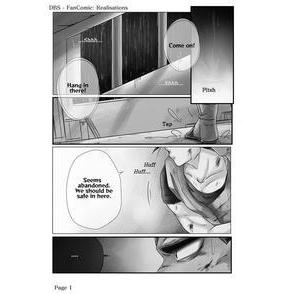 DBS - FanComic: Realisations
Come on!
Hang in
there!
Pitsh
Tap
Huff
Huff...
Seems
abandoned.
We should be
safe in here.
Page 1